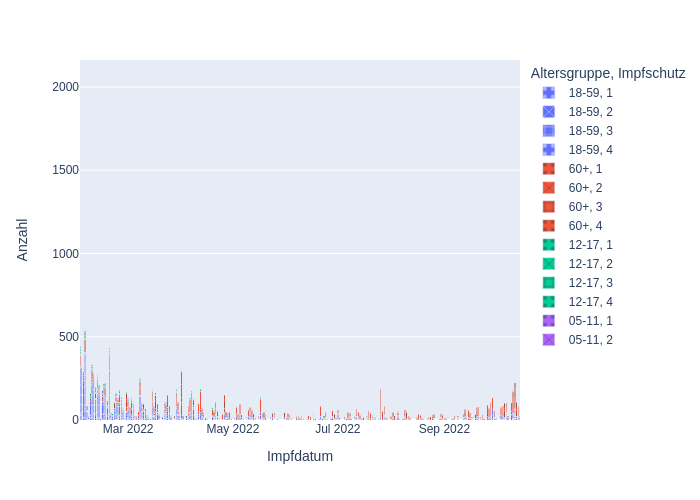 Altersgruppe, Impfschutz
18-59, 1
18-59, 2
18-59, 3
18-59, 4
60+, 1
60+, 2
60+, 3
60+, 4
12-17, 1
12-17, 2
12-17, 3
12-17, 4
05-11, 1
05-11, 2
Anzahl
2000
1500
1000
500
0
Mar 2022
May 2022
Jul 2022
Sep 2022
Impfdatum